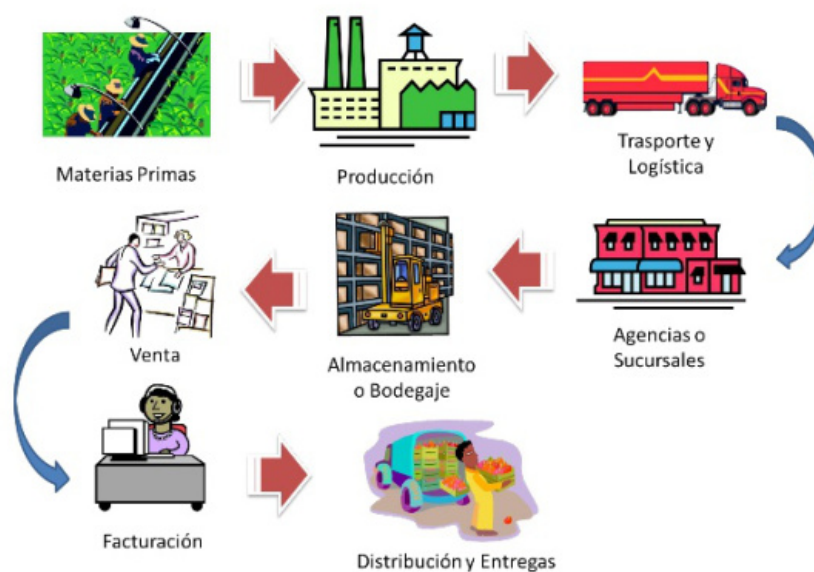 Materias Primas
Producción
Trasporte y
Logística
Agencias o
Sucursales
Almacenamiento
o Bodegaje
Venta
Facturación
Distribución y Entregas